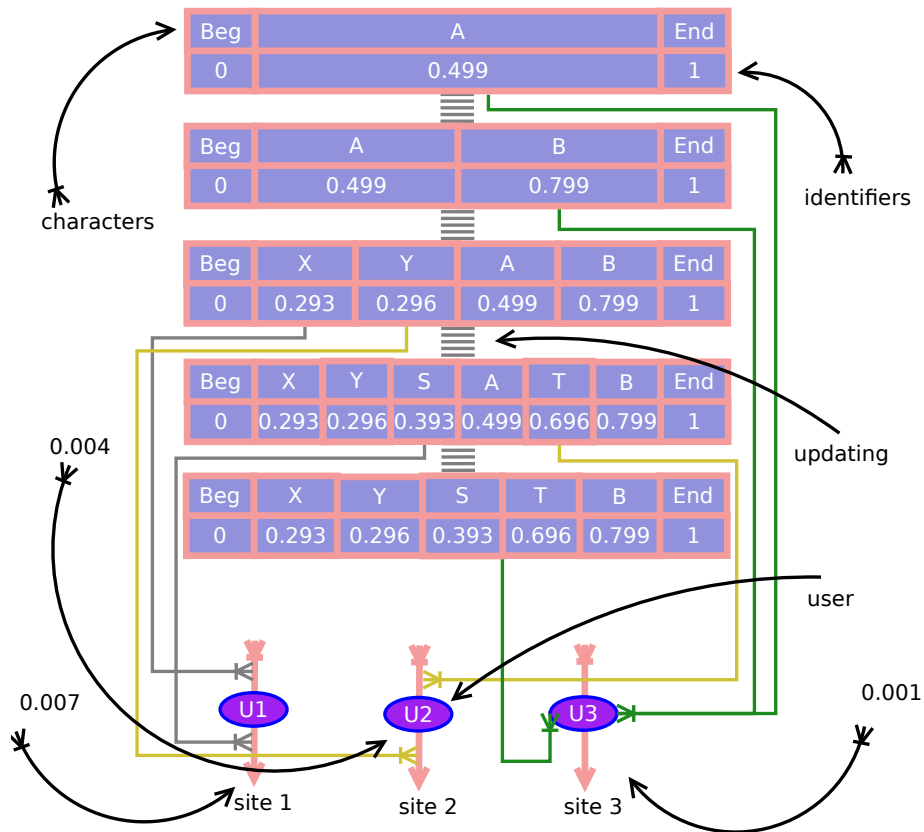 Beg A End
0 0.499 1
Beg A B End
0 0.499 0.799 1
characters
identifiers
Beg X Y A B End
0 0.293 0.296 0.499 0.799 1
Beg X Y S A T B End
0 0.293 0.296 0.393 0.499 0.696 0.799 1
0.004
updating
Beg X Y S T B End
0 0.293 0.296 0.393 0.696 0.799 1
user
0.007
0.001
U1 U2 U3
site 1 site 2 site 3